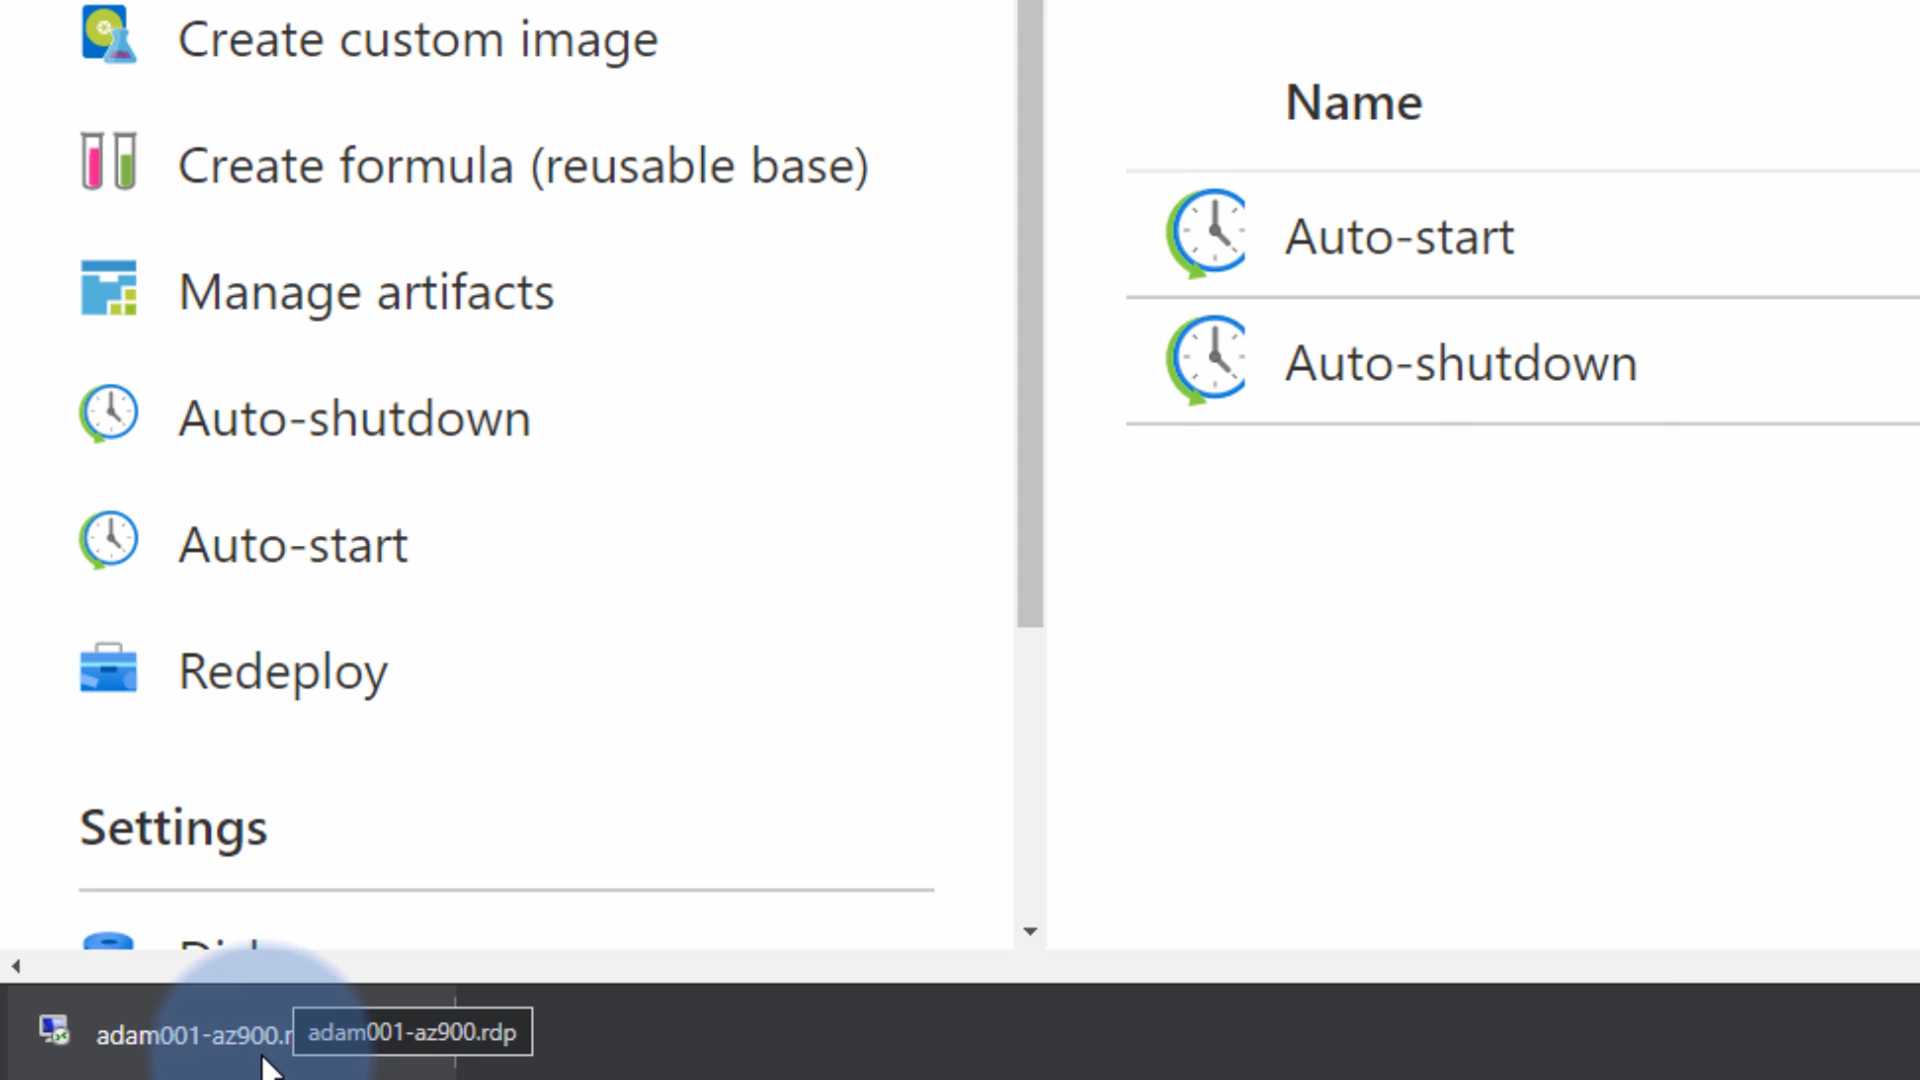 Create custom image
Create formula (reusable base)
Manage artifacts
Auto-shutdown
Auto-start
Redeploy
Settings
Name
Auto-start
Auto-shutdown
adam001-az900.r
adam001-az900.rdp